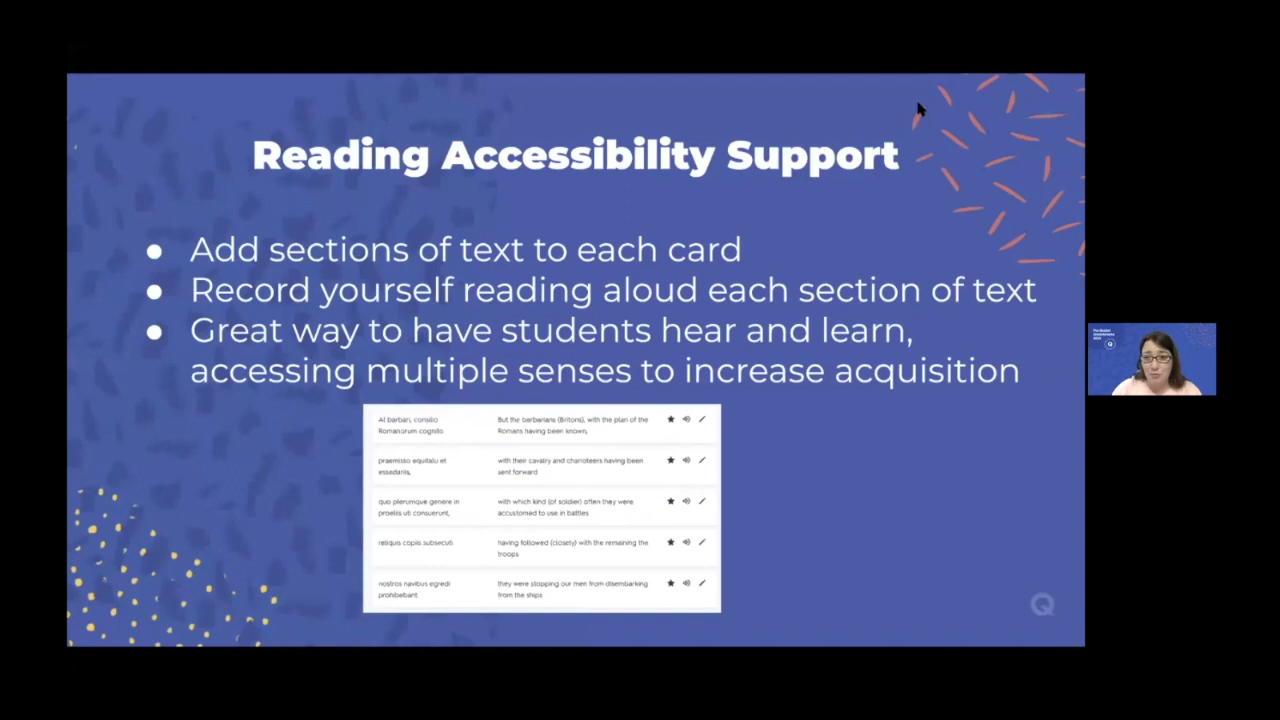 Reading Accessibility Support
● Add sections of text to each card
● Record yourself reading aloud each section of text
● Great way to have students hear and learn,
accessing multiple senses to increase acquisition
At barbari, consilio
Romanorum cognito
But the barbarians (Britons), with the plan of the
Romans having been known,
praemisso equitatu et
essedariis,
with their cavalry and charioteers having been
sent forward
quo plerumque genere in
proeliis uti consuerunt,
with which kind (of soldier) often they were
accustomed to use in battles
reliquis copiis subsecuti
having followed (closely) with the remaining the
troops
nostros navibus egredi
prohibebant.
they were stopping our men from disembarking
from the ships
Q